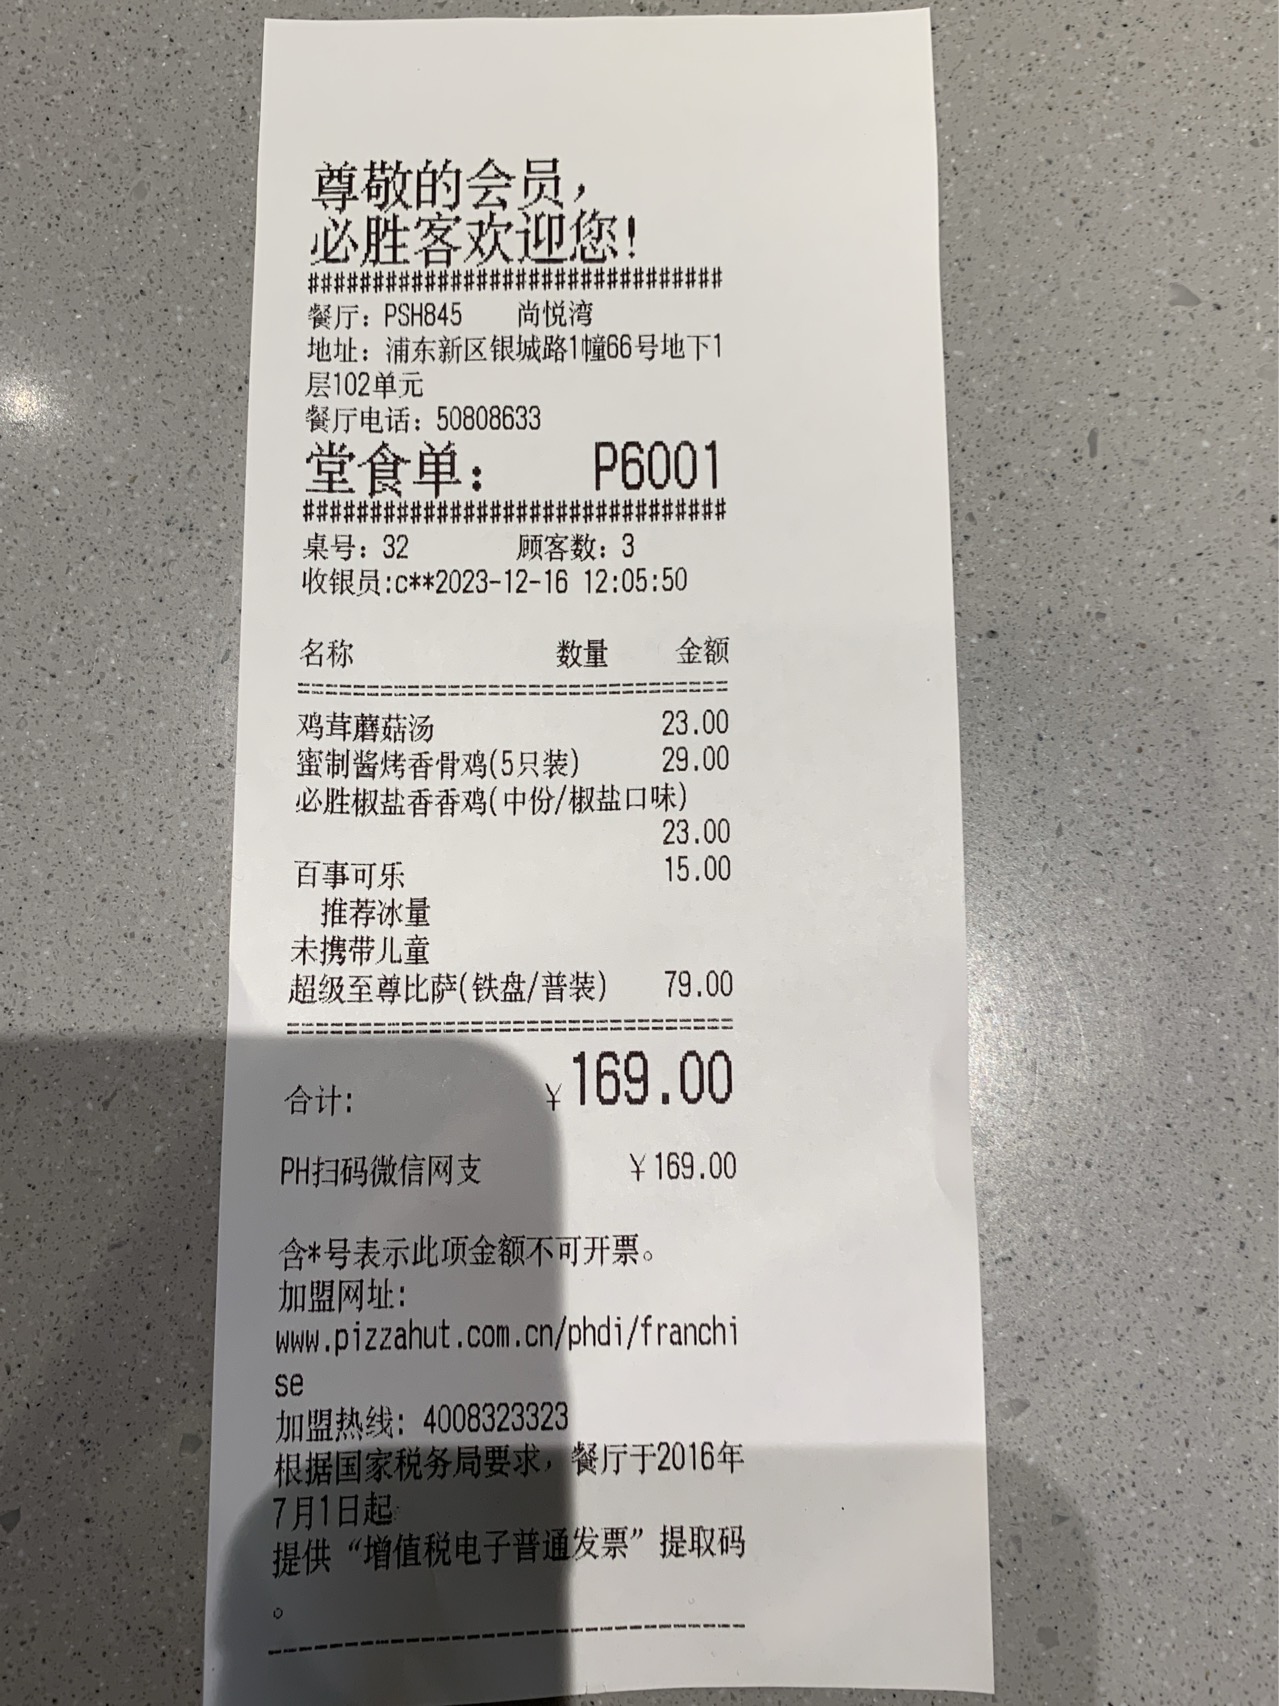 尊敬的会员，
必胜客欢迎您！
################################
餐厅：PSH845 尚悦湾
地址：浦东新区银城路1幢66号地下1
层102单元
餐厅电话：50808633
堂食单： P6001
################################
桌号：32 顾客数：3
收银员:c**2023-12-16 12:05:50
名称 数量 金额
================================
鸡茸蘑菇汤 23.00
蜜制酱烤香骨鸡(5只装) 29.00
必胜椒盐香香鸡(中份/椒盐口味)
23.00
百事可乐 15.00
推荐冰量
未携带儿童
超级至尊比萨(铁盘/普装) 79.00
================================
合计: ￥169.00
PH扫码微信网支 ￥169.00
含*号表示此项金额不可开票。
加盟网址:
www.pizzahut.com.cn/phdi/franchi
se
加盟热线: 4008323323
根据国家税务局要求，餐厅于2016年
7月1日起
提供“增值税电子普通发票”提取码
。
--------------------------------